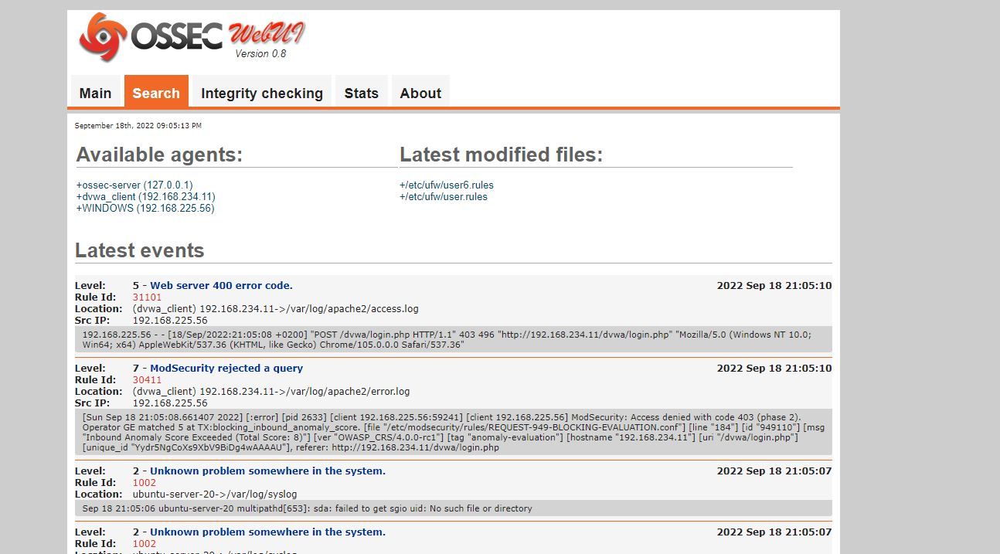 OSSEC WebUI
Version 0.8
Main Search Integrity checking Stats About
September 18th, 2022 09:05:13 PM
Available agents:
+ossec-server (127.0.0.1)
+dvwa_client (192.168.234.11)
+WINDOWS (192.168.225.56)
Latest modified files:
+/etc/ufw/user6.rules
+/etc/ufw/user.rules
Latest events
Level: 5 - Web server 400 error code. 2022 Sep 18 21:05:10
Rule Id: 31101
Location: (dvwa_client) 192.168.234.11->/var/log/apache2/access.log
Src IP: 192.168.225.56
192.168.225.56 - - [18/Sep/2022:21:05:08 +0200] "POST /dvwa/login.php HTTP/1.1" 403 496 "http://192.168.234.11/dvwa/login.php" "Mozilla/5.0 (Windows NT 10.0;
Win64; x64) AppleWebKit/537.36 (KHTML, like Gecko) Chrome/105.0.0.0 Safari/537.36"
Level: 7 - ModSecurity rejected a query 2022 Sep 18 21:05:10
Rule Id: 30411
Location: (dvwa_client) 192.168.234.11->/var/log/apache2/error.log
Src IP: 192.168.225.56
[Sun Sep 18 21:05:08.661407 2022] [:error] [pid 2633] [client 192.168.225.56:59241] [client 192.168.225.56] ModSecurity: Access denied with code 403 (phase 2).
Operator GE matched 5 at TX:blocking_inbound_anomaly_score. [file "/etc/modsecurity/rules/REQUEST-949-BLOCKING-EVALUATION.conf"] [line "184"] [id "949110"] [msg
"Inbound Anomaly Score Exceeded (Total Score: 8)"] [ver "OWASP_CRS/4.0.0-rc1"] [tag "anomaly-evaluation"] [hostname "192.168.234.11"] [uri "/dvwa/login.php"]
[unique_id "Yydr5NgCoXs9XbV9BiDg4wAAAAU"], referer: http://192.168.234.11/dvwa/login.php
Level: 2 - Unknown problem somewhere in the system. 2022 Sep 18 21:05:07
Rule Id: 1002
Location: ubuntu-server-20->/var/log/syslog
Sep 18 21:05:06 ubuntu-server-20 multipathd[653]: sda: failed to get sgio uid: No such file or directory
Level: 2 - Unknown problem somewhere in the system. 2022 Sep 18 21:05:07
Rule Id: 1002
Location: ubuntu-server-20->/var/log/syslog